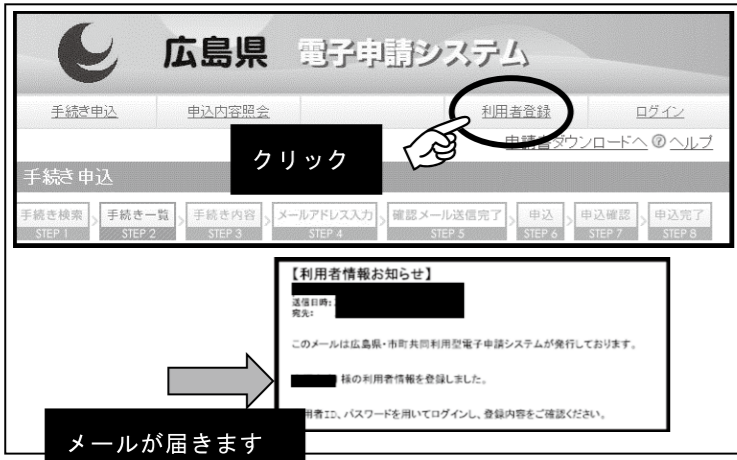 広島県 電子申請システム
手続き申込 申込内容照会 利用者登録 ログイン
申請書ダウンロードへ ? ヘルプ
クリック
手続き申込
手続き検索 手続き一覧 手続き内容 メールアドレス入力 確認メール送信完了 申込 申込確認 申込完了
STEP 1 STEP 2 STEP 3 STEP 4 STEP 5 STEP 6 STEP 7 STEP 8
【利用者情報お知らせ】
送信日時:
宛先:
このメールは広島県・市町共同利用型電子申請システムが発行しております。
様の利用者情報を登録しました。
用者ID、パスワードを用いてログインし、登録内容をご確認ください。
メールが届きます